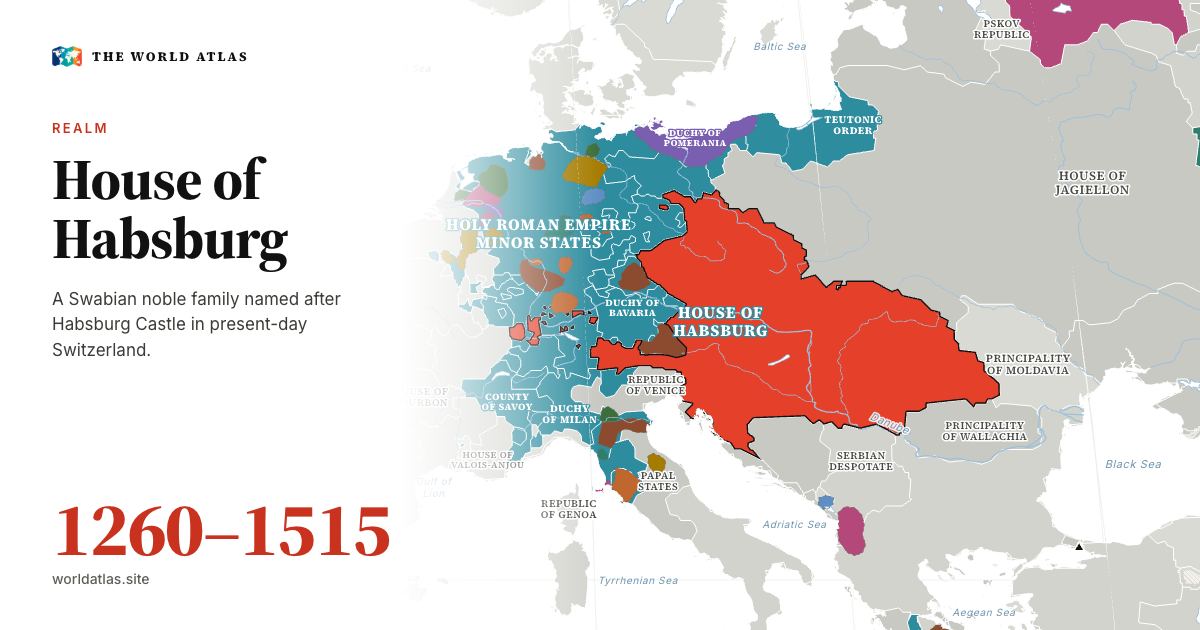 THE WORLD ATLAS
REALM
House of
Habsburg
A Swabian noble family named after
Habsburg Castle in present-day
Switzerland.
1260–1515
worldatlas.site
PSKOV
REPUBLIC
Baltic Sea
Sea
TEUTONIC
ORDER
DUCHY OF
POMERANIA
HOUSE OF
JAGIELLON
HOLY ROMAN EMPIRE
MINOR STATES
DUCHY OF
BAVARIA
HOUSE OF
HABSBURG
PRINCIPALITY
OF MOLDAVIA
REPUBLIC
OF VENICE
COUNTY
OF SAVOY
DUCHY
OF MILAN
Danube
PRINCIPALITY
OF WALLACHIA
HOUSE OF
VALOIS-ANJOU
SERBIAN
DESPOTATE
Black Sea
PAPAL
STATES
Gulf of
Lion
REPUBLIC
OF GENOA
Adriatic Sea
Tyrrhenian Sea
Aegean Sea